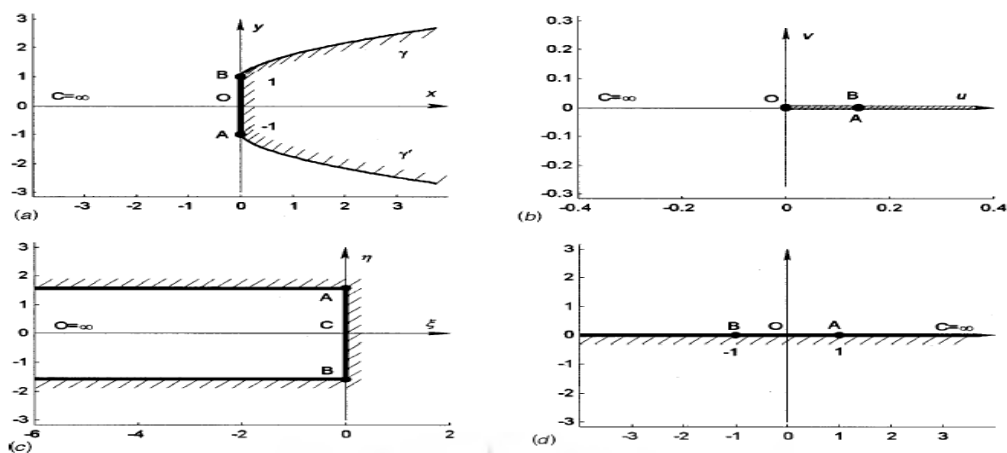 3
y
2
γ
B
1
1
C=∞
O
x
0
-1
-1
A
-2
γ'
-3
-3 -2 -1 0 1 2 3
(a)
0.3
v
0.2
0.1
C=∞
O
B
u
0
A
-0.1
-0.2
-0.3
-0.4 -0.2 0 0.2 0.4
(b)
3
η
2
A
1
O=∞
C
ξ
0
-1
B
-2
-3
-6 -4 -2 0 2
(c)
3
2
1
B O A C=∞
0
-1 1
-1
-2
-3
-3 -2 -1 0 1 2 3
(d)